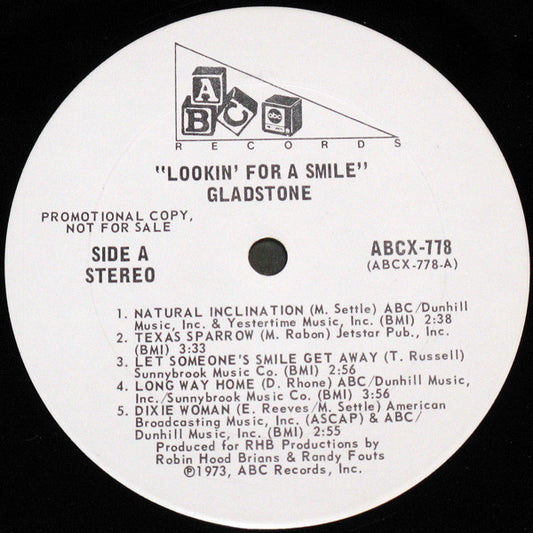 A
B C abc
RECORDS
"LOOKIN' FOR A SMILE"
GLADSTONE
PROMOTIONAL COPY,
NOT FOR SALE
SIDE A
STEREO
ABCX-778
(ABCX-778-A)
1. NATURAL INCLINATION (M. Settle) ABC/Dunhill
Music, Inc. & Yestertime Music, Inc. (BMI) 2:38
2. TEXAS SPARROW (M. Rabon) Jetstar Pub., Inc.
(BMI) 3:33
3. LET SOMEONE'S SMILE GET AWAY (T. Russell)
Sunnybrook Music Co. (BMI) 2:56
4. LONG WAY HOME (D. Rhone) ABC/Dunhill Music,
Inc./Sunnybrook Music Co. (BMI) 3:56
5. DIXIE WOMAN (E. Reeves/M. Settle) American
Broadcasting Music, Inc. (ASCAP) & ABC/
Dunhill Music, Inc. (BMI) 2:55
Produced for RHB Productions by
Robin Hood Brians & Randy Fouts
℗1973, ABC Records, Inc.